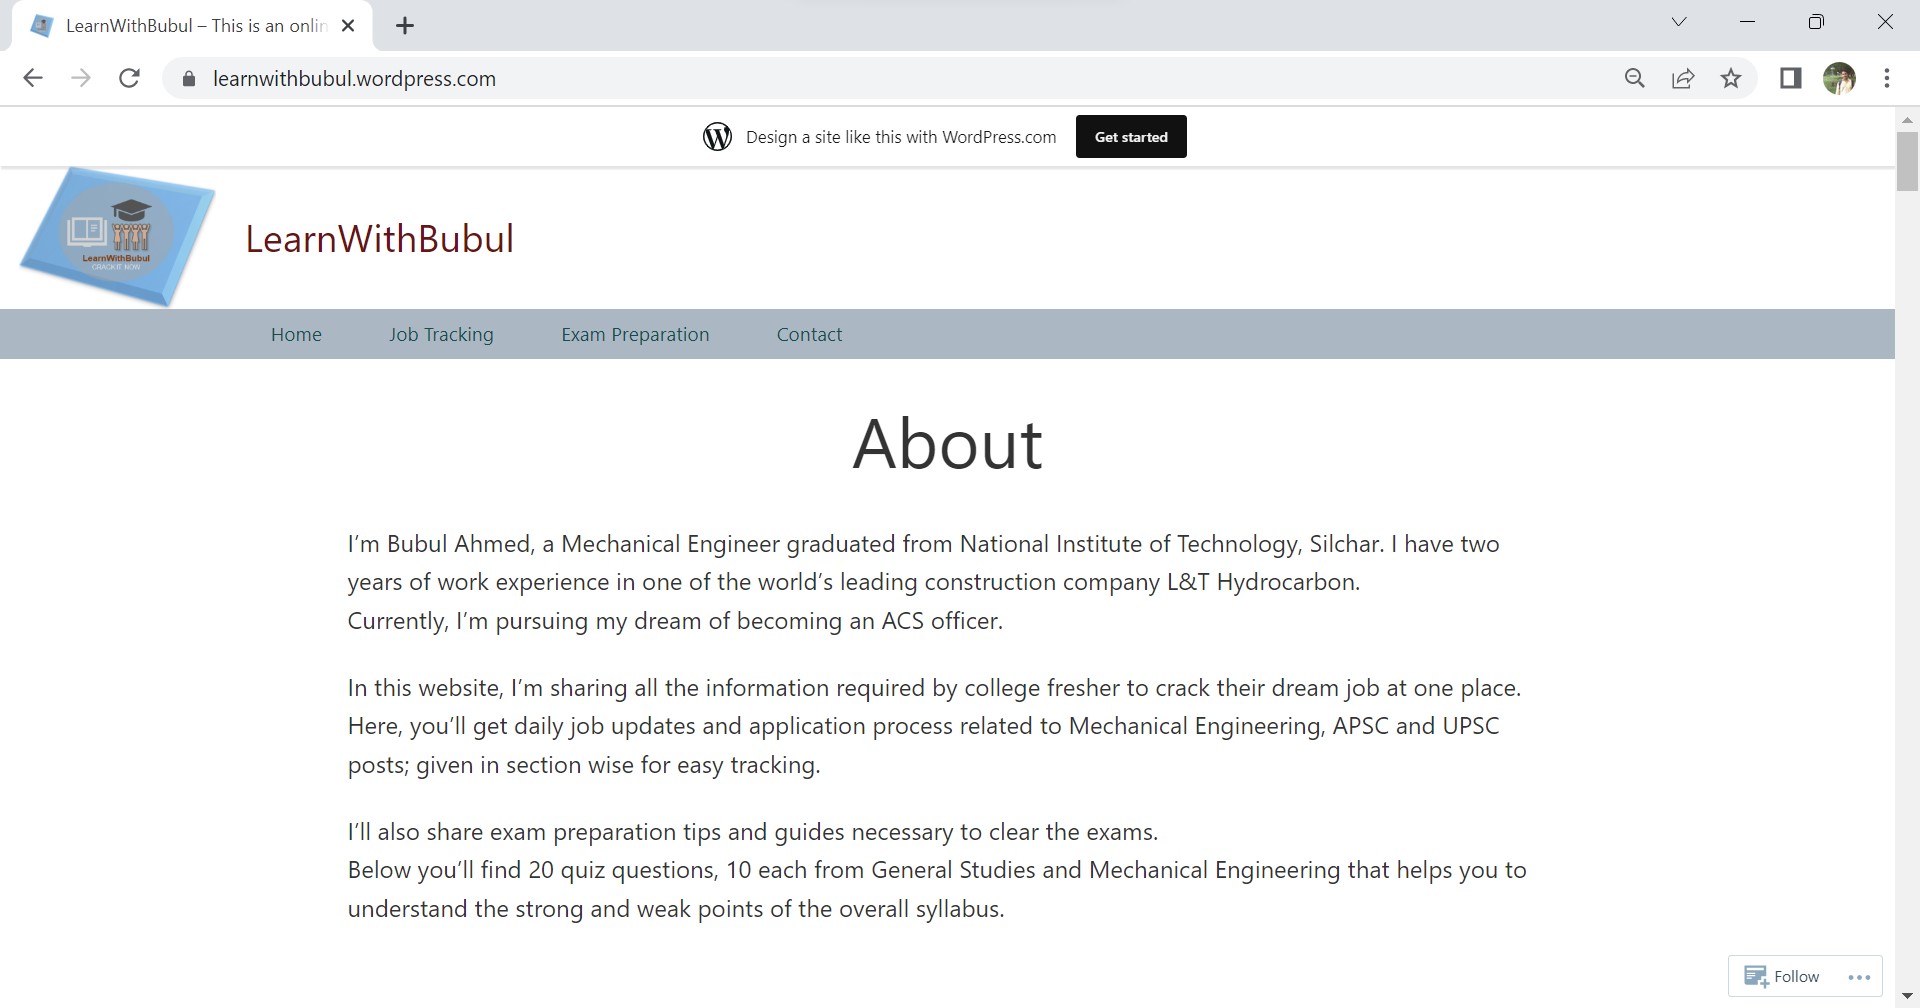 LearnWithBubul – This is an onlin
learnwithbubul.wordpress.com
Design a site like this with WordPress.com
Get started
LearnWithBubul
CRACK IT NOW
LearnWithBubul
Home
Job Tracking
Exam Preparation
Contact
About
I’m Bubul Ahmed, a Mechanical Engineer graduated from National Institute of Technology, Silchar. I have two
years of work experience in one of the world’s leading construction company L&T Hydrocarbon.
Currently, I’m pursuing my dream of becoming an ACS officer.
In this website, I’m sharing all the information required by college fresher to crack their dream job at one place.
Here, you’ll get daily job updates and application process related to Mechanical Engineering, APSC and UPSC
posts; given in section wise for easy tracking.
I’ll also share exam preparation tips and guides necessary to clear the exams.
Below you’ll find 20 quiz questions, 10 each from General Studies and Mechanical Engineering that helps you to
understand the strong and weak points of the overall syllabus.
Follow